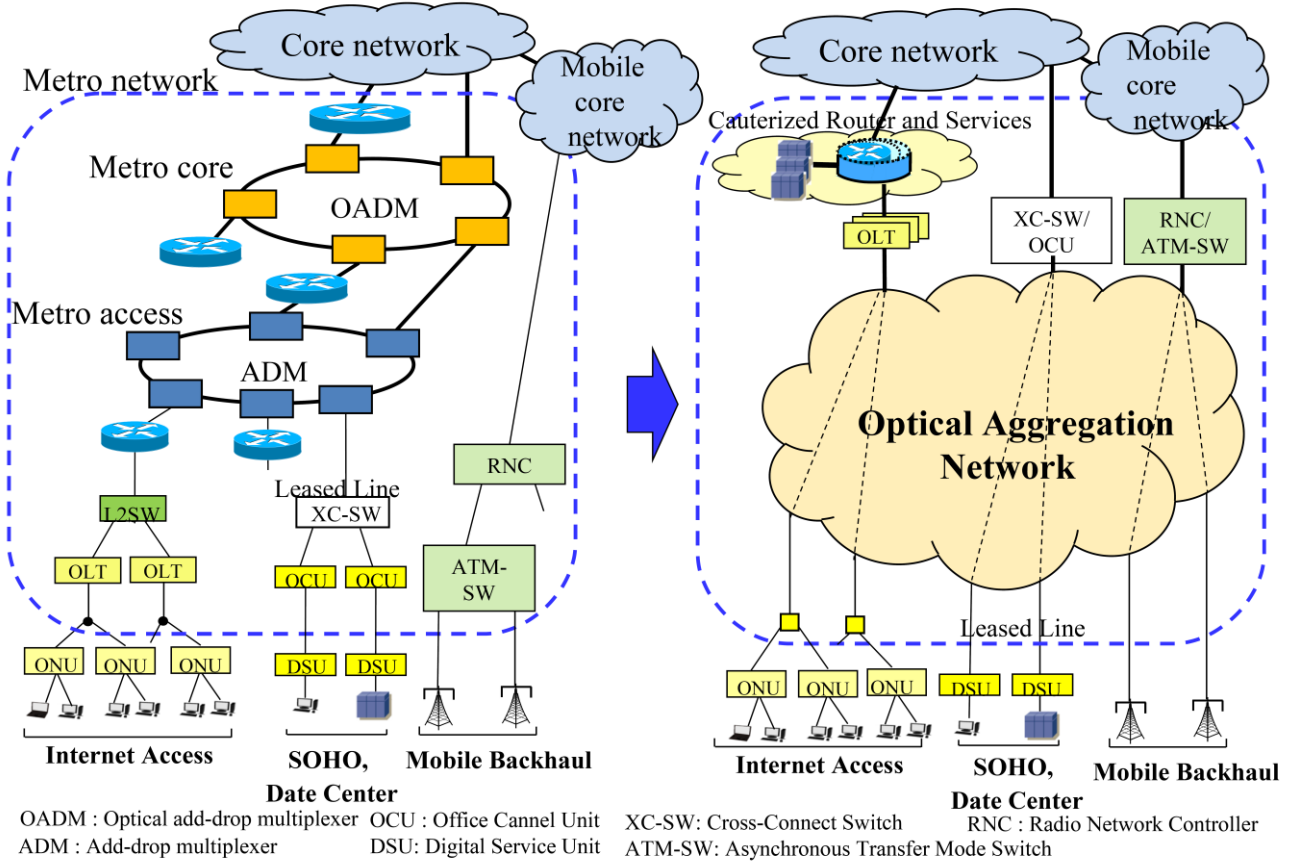 Core network
Metro network
Mobile
core
network
Metro core
OADM
Metro access
ADM
RNC
Leased Line
L2SW
XC-SW
OLT
OLT
OCU
OCU
ATM-
SW
ONU
ONU
ONU
DSU
DSU
Internet Access
SOHO,
Date Center
Mobile Backhaul
Core network
Mobile
core
network
Cauterized Router and Services
OLT
XC-SW/
OCU
RNC/
ATM-SW
Optical Aggregation
Network
Leased Line
ONU
ONU
ONU
DSU
DSU
Internet Access
SOHO,
Date Center
Mobile Backhaul
OADM : Optical add-drop multiplexer
OCU : Office Cannel Unit
XC-SW: Cross-Connect Switch
RNC : Radio Network Controller
ADM : Add-drop multiplexer
DSU: Digital Service Unit
ATM-SW: Asynchronous Transfer Mode Switch